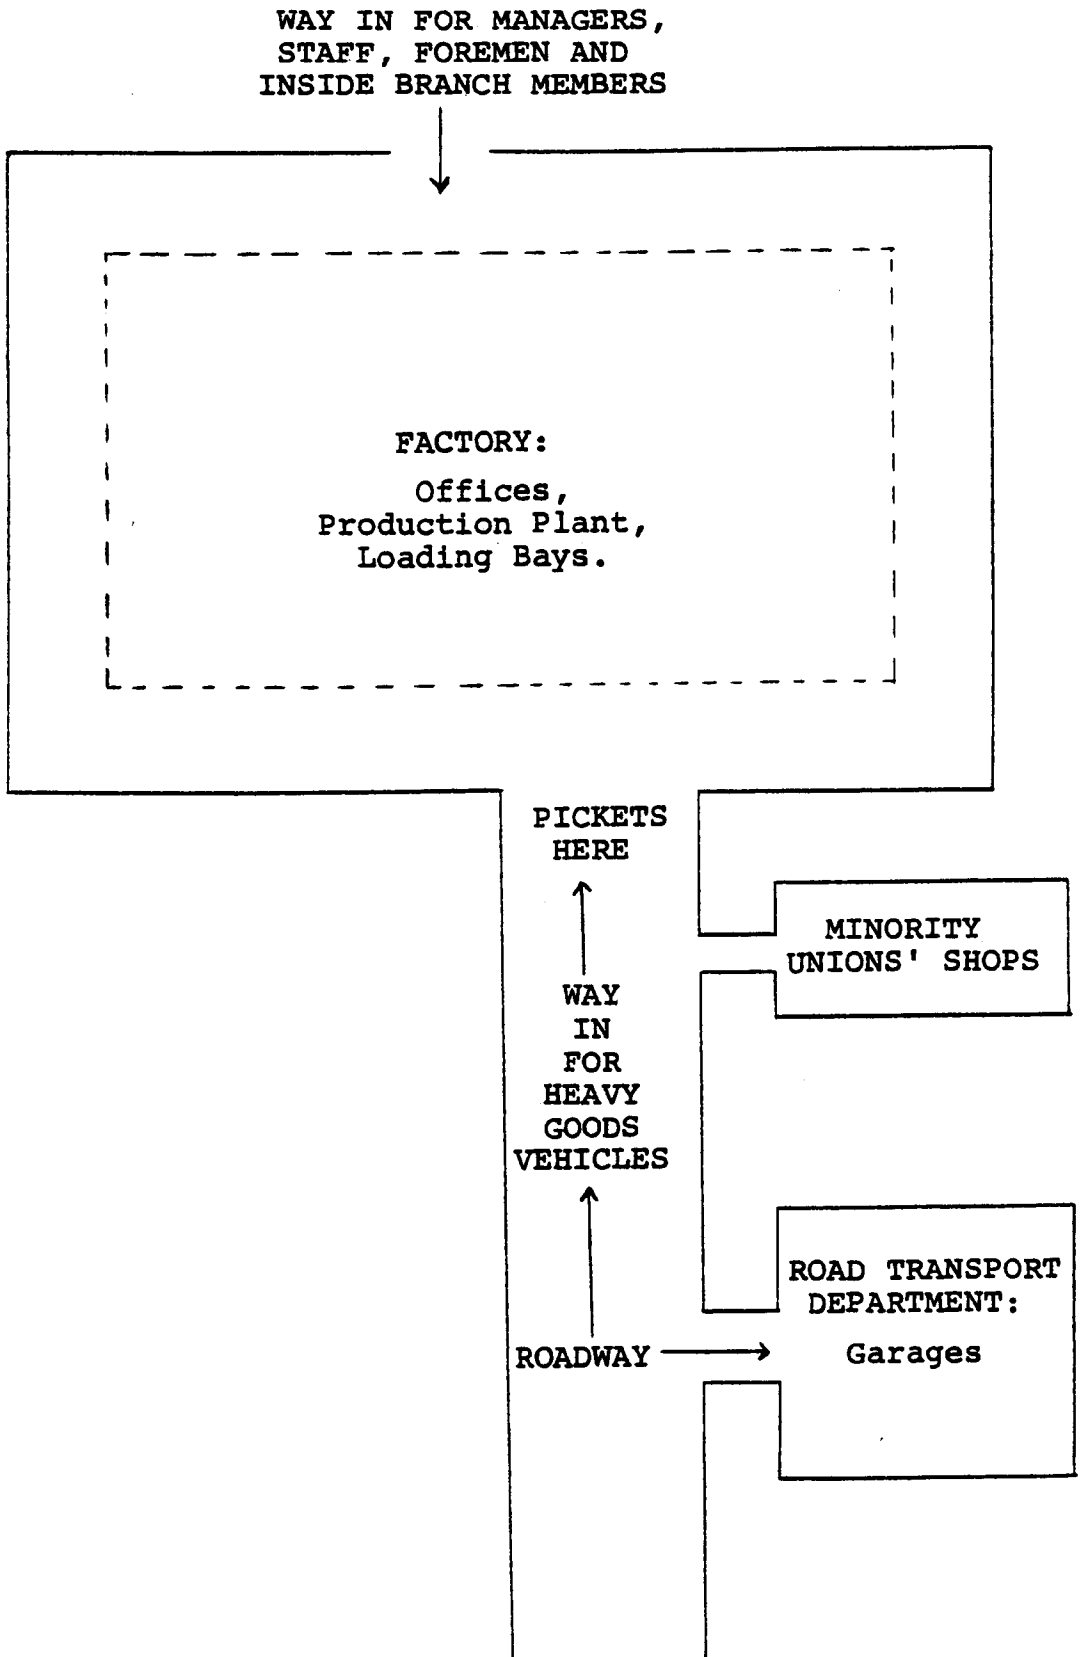 WAY IN FOR MANAGERS,
STAFF, FOREMEN AND
INSIDE BRANCH MEMBERS
FACTORY:
Offices,
Production Plant,
Loading Bays.
PICKETS
HERE
MINORITY
UNIONS' SHOPS
WAY
IN
FOR
HEAVY
GOODS
VEHICLES
ROAD TRANSPORT
DEPARTMENT:
Garages
ROADWAY